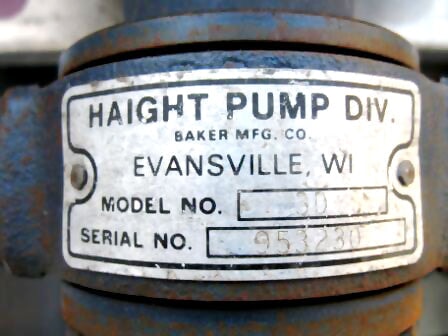 HAIGHT PUMP DIV.
BAKER MFG. CO.
EVANSVILLE, WI
MODEL NO.
SERIAL NO. 953230